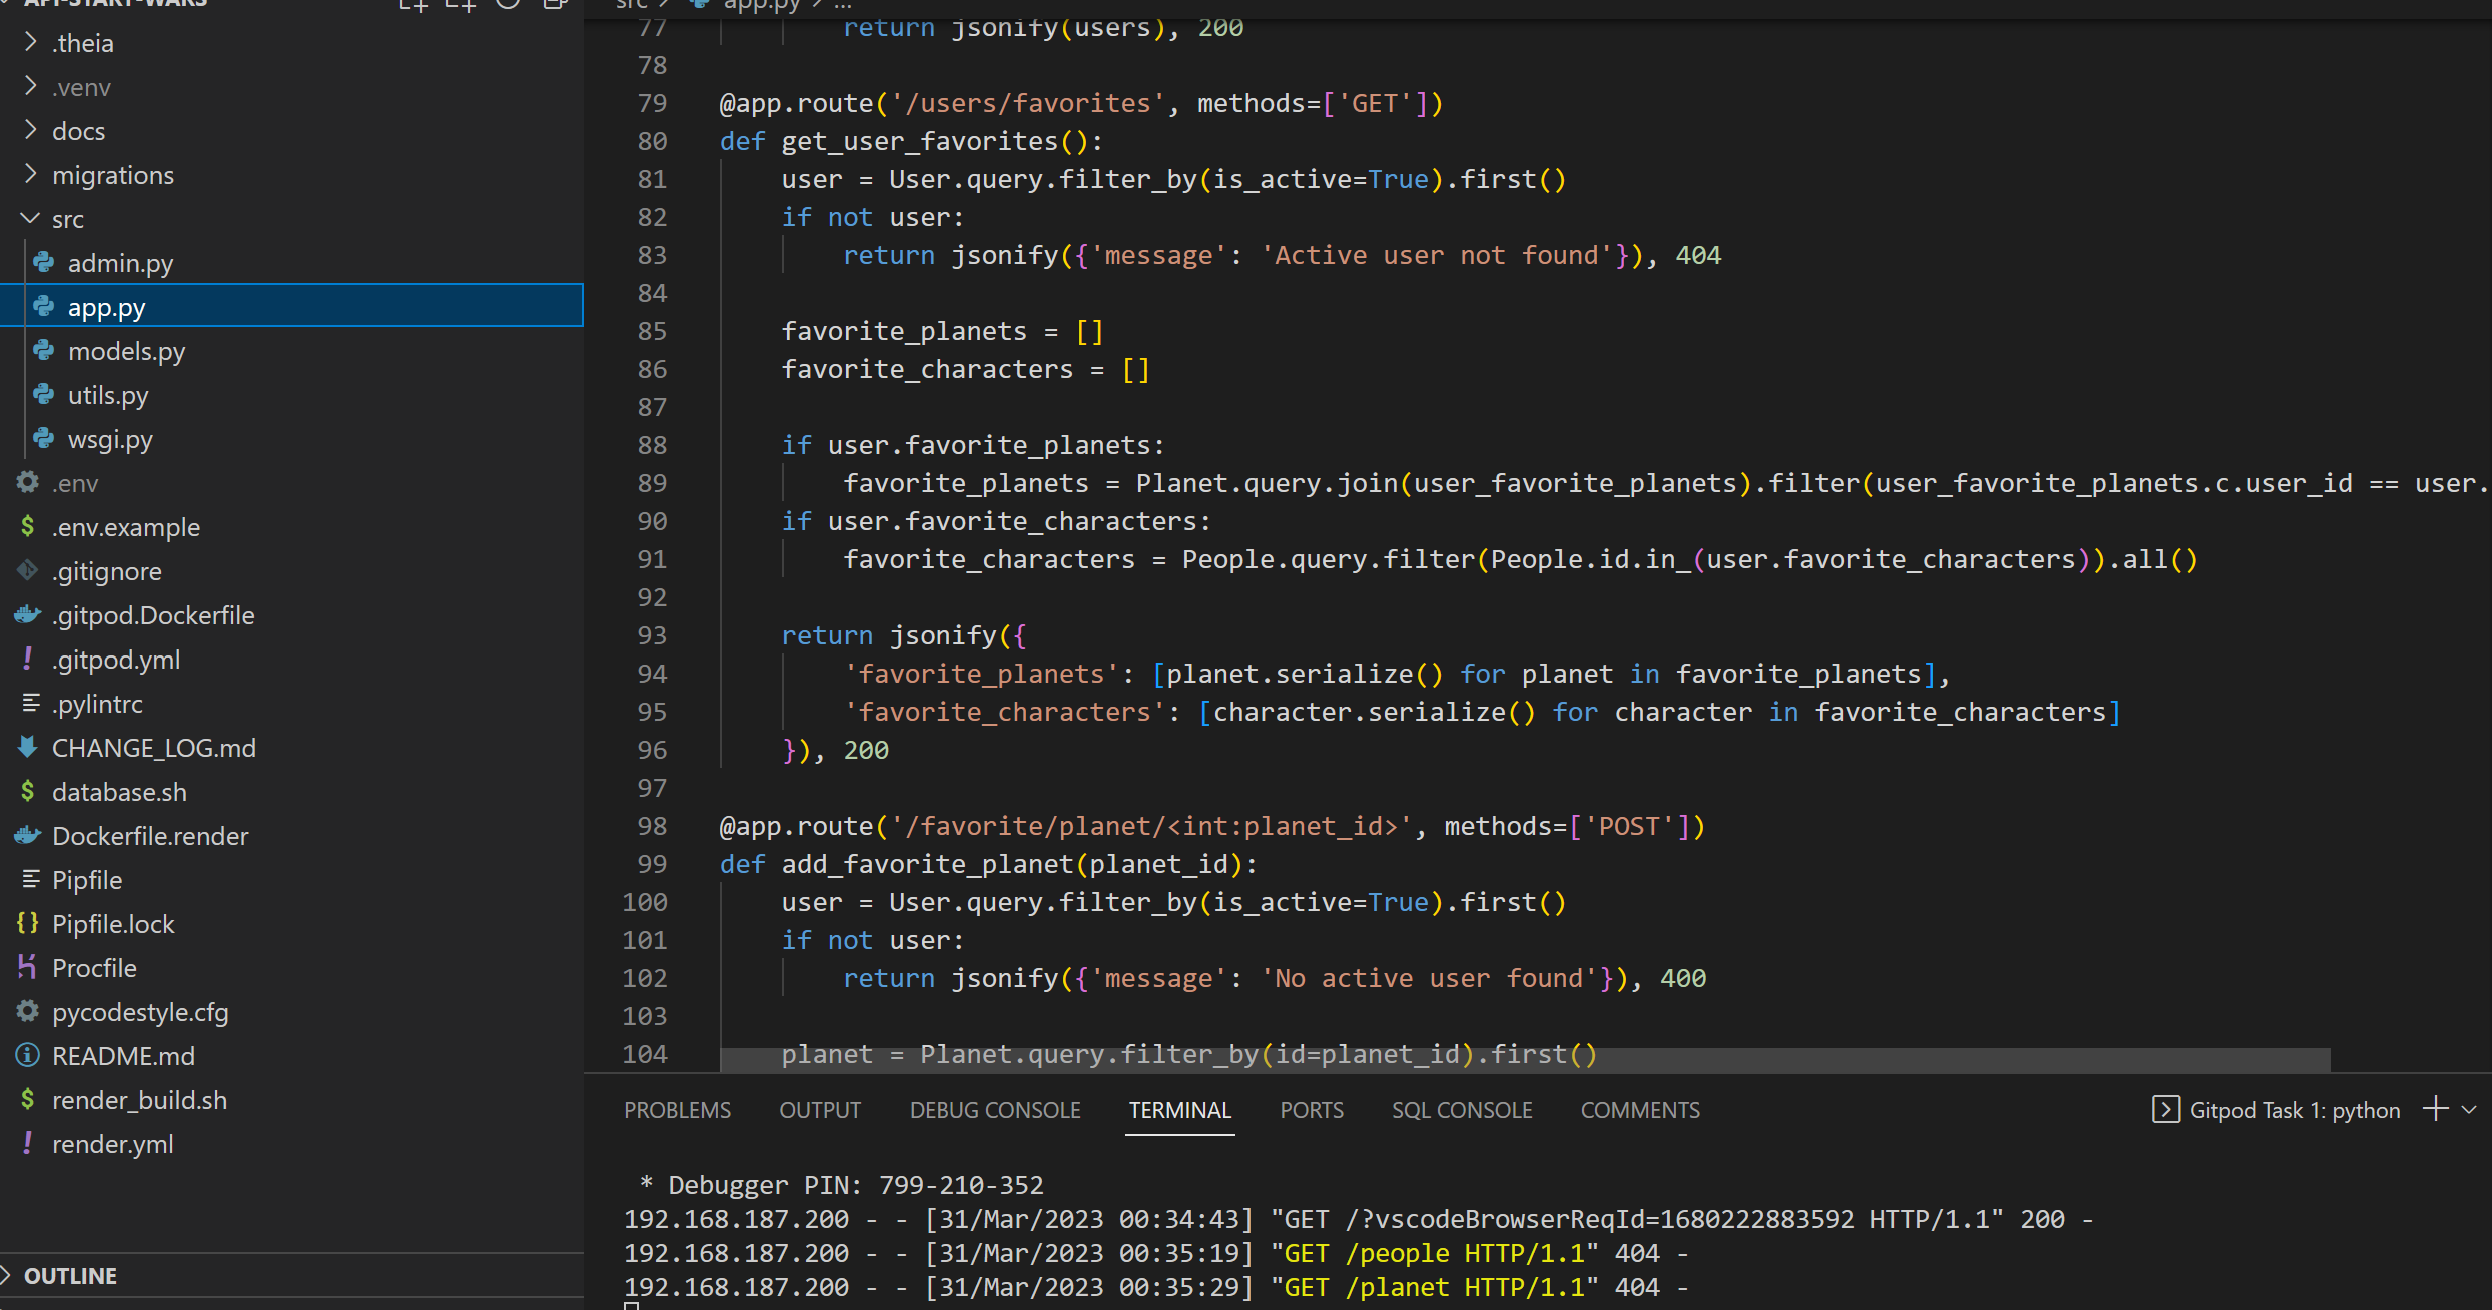 API-START-WARS
.theia
.venv
docs
migrations
src
admin.py
app.py
models.py
utils.py
wsgi.py
.env
.env.example
.gitignore
.gitpod.Dockerfile
.gitpod.yml
.pylintrc
CHANGE_LOG.md
database.sh
Dockerfile.render
Pipfile
Pipfile.lock
Procfile
pycodestyle.cfg
README.md
render_build.sh
render.yml
OUTLINE
src > app.py > ...
77 return jsonify(users), 200
78
79 @app.route('/users/favorites', methods=['GET'])
80 def get_user_favorites():
81 user = User.query.filter_by(is_active=True).first()
82 if not user:
83 return jsonify({'message': 'Active user not found'}), 404
84
85 favorite_planets = []
86 favorite_characters = []
87
88 if user.favorite_planets:
89 favorite_planets = Planet.query.join(user_favorite_planets).filter(user_favorite_planets.c.user_id == user.
90 if user.favorite_characters:
91 favorite_characters = People.query.filter(People.id.in_(user.favorite_characters)).all()
92
93 return jsonify({
94 'favorite_planets': [planet.serialize() for planet in favorite_planets],
95 'favorite_characters': [character.serialize() for character in favorite_characters]
96 }), 200
97
98 @app.route('/favorite/planet/<int:planet_id>', methods=['POST'])
99 def add_favorite_planet(planet_id):
100 user = User.query.filter_by(is_active=True).first()
101 if not user:
102 return jsonify({'message': 'No active user found'}), 400
103
104 planet = Planet.query.filter_by(id=planet_id).first()
PROBLEMS OUTPUT DEBUG CONSOLE TERMINAL PORTS SQL CONSOLE COMMENTS Gitpod Task 1: python
* Debugger PIN: 799-210-352
192.168.187.200 - - [31/Mar/2023 00:34:43] "GET /?vscodeBrowserReqId=1680222883592 HTTP/1.1" 200 -
192.168.187.200 - - [31/Mar/2023 00:35:19] "GET /people HTTP/1.1" 404 -
192.168.187.200 - - [31/Mar/2023 00:35:29] "GET /planet HTTP/1.1" 404 -